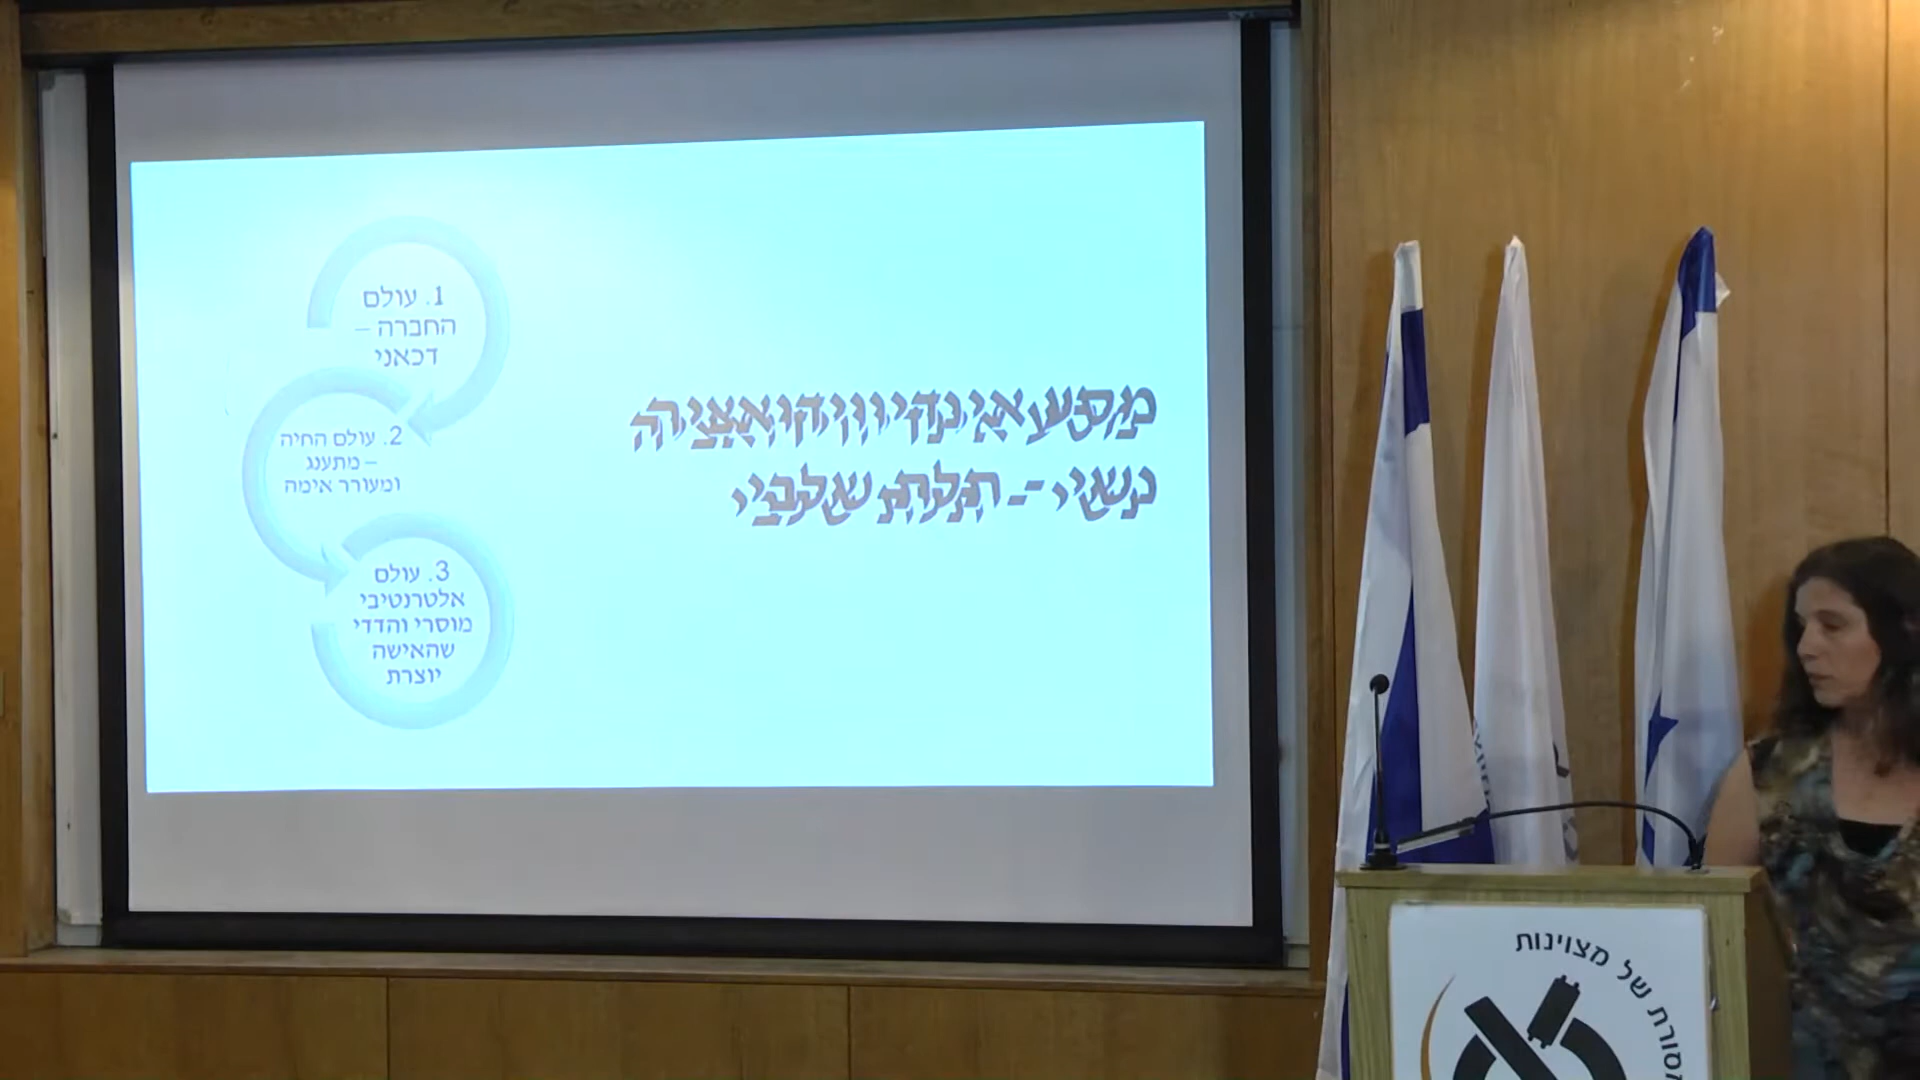 מסע אינדיווידואציה
נשי - תלת שלבי
1. עולם
החברה –
דכאני
2. עולם החיה
– מתענג
ומעורר אימה
3. עולם
אלטרנטיבי
מוסרי והדדי
שהאישה
יוצרת
מסורת של מצוינות